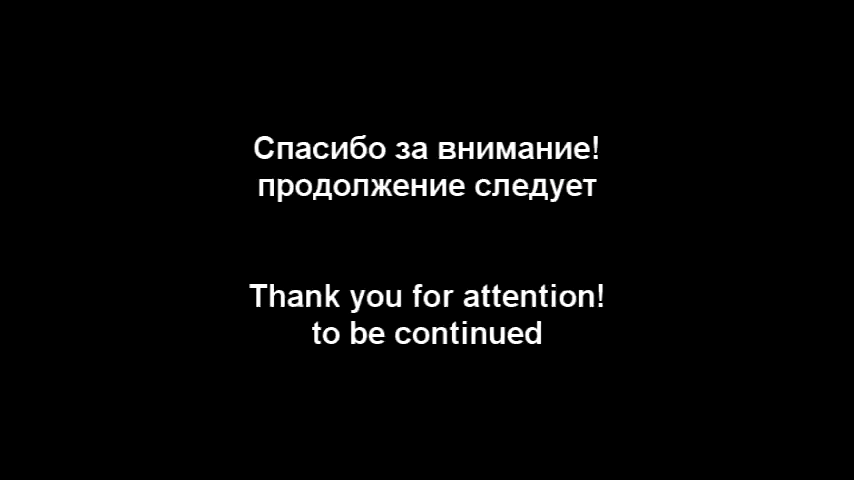 Спасибо за внимание!
продолжение следует
Thank you for attention!
to be continued